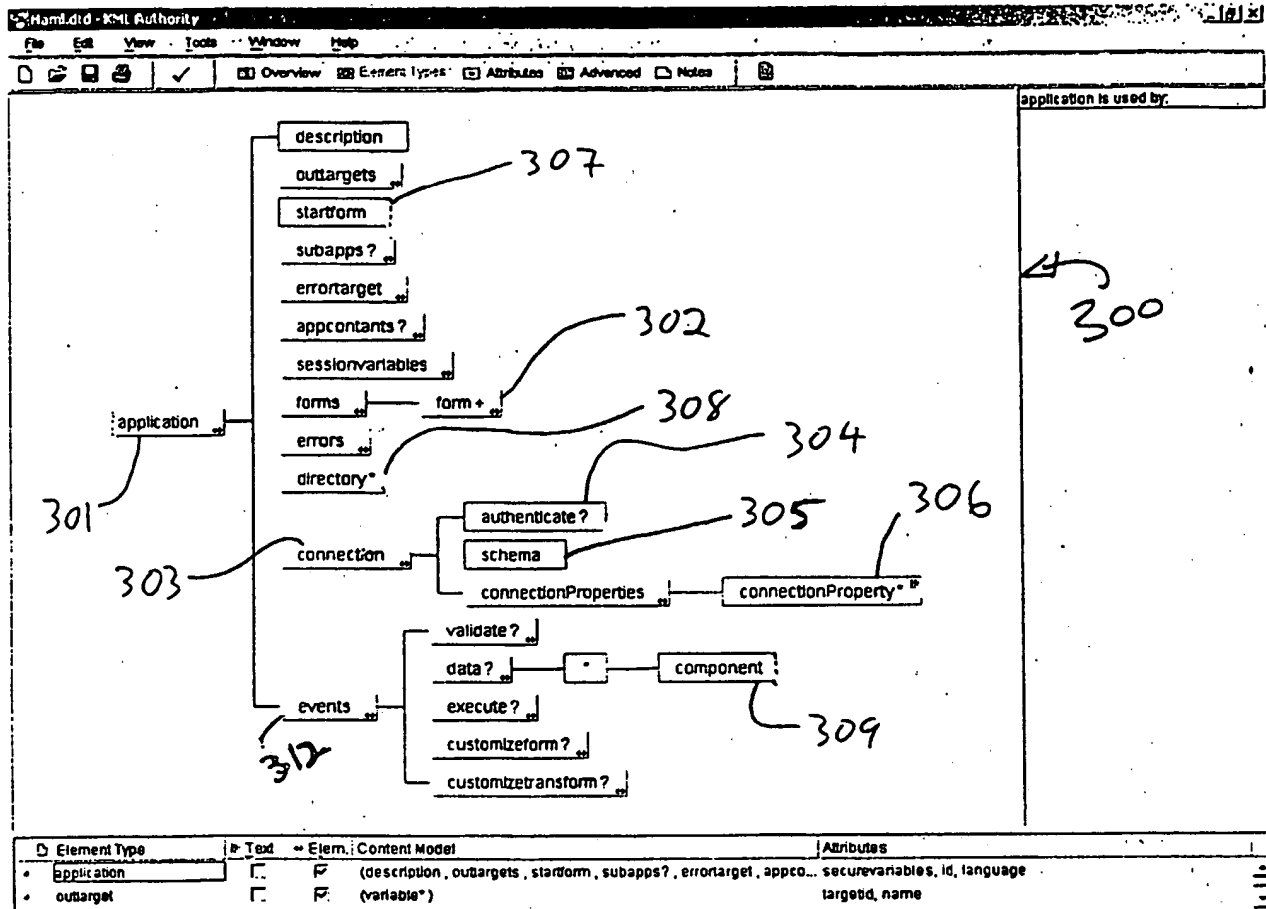 Haml.dtd - XML Authority
File Edit View Tools Window Help
Overview Element Types Attributes Advanced Notes
application is used by:
description
307
outtargets
startform
subapps?
300
errortarget
appcontants?
302
sessionvariables
forms form+
308
application
errors
304
directory*
301
authenticate?
305
306
connection
schema
303
connectionProperties connectionProperty*
validate?
data? * component
events
execute?
309
312
customizeform?
customizetransform?
Element Type Text Elem. Content Model Attributes
application (description, outtargets, startform, subapps?, errortarget, appco... securevariables, id, language
outtarget (variable*) targetid, name